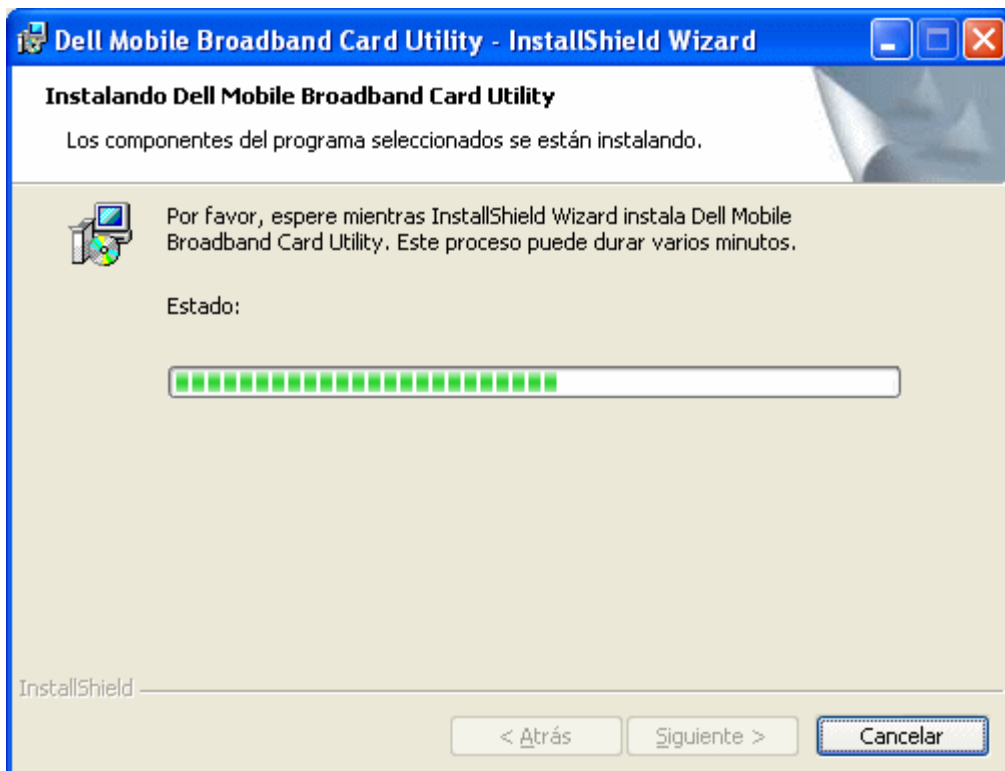 Dell Mobile Broadband Card Utility - InstallShield Wizard
Instalando Dell Mobile Broadband Card Utility
Los componentes del programa seleccionados se están instalando.
Por favor, espere mientras InstallShield Wizard instala Dell Mobile
Broadband Card Utility. Este proceso puede durar varios minutos.
Estado:
InstallShield
< Atrás
Siguiente >
Cancelar